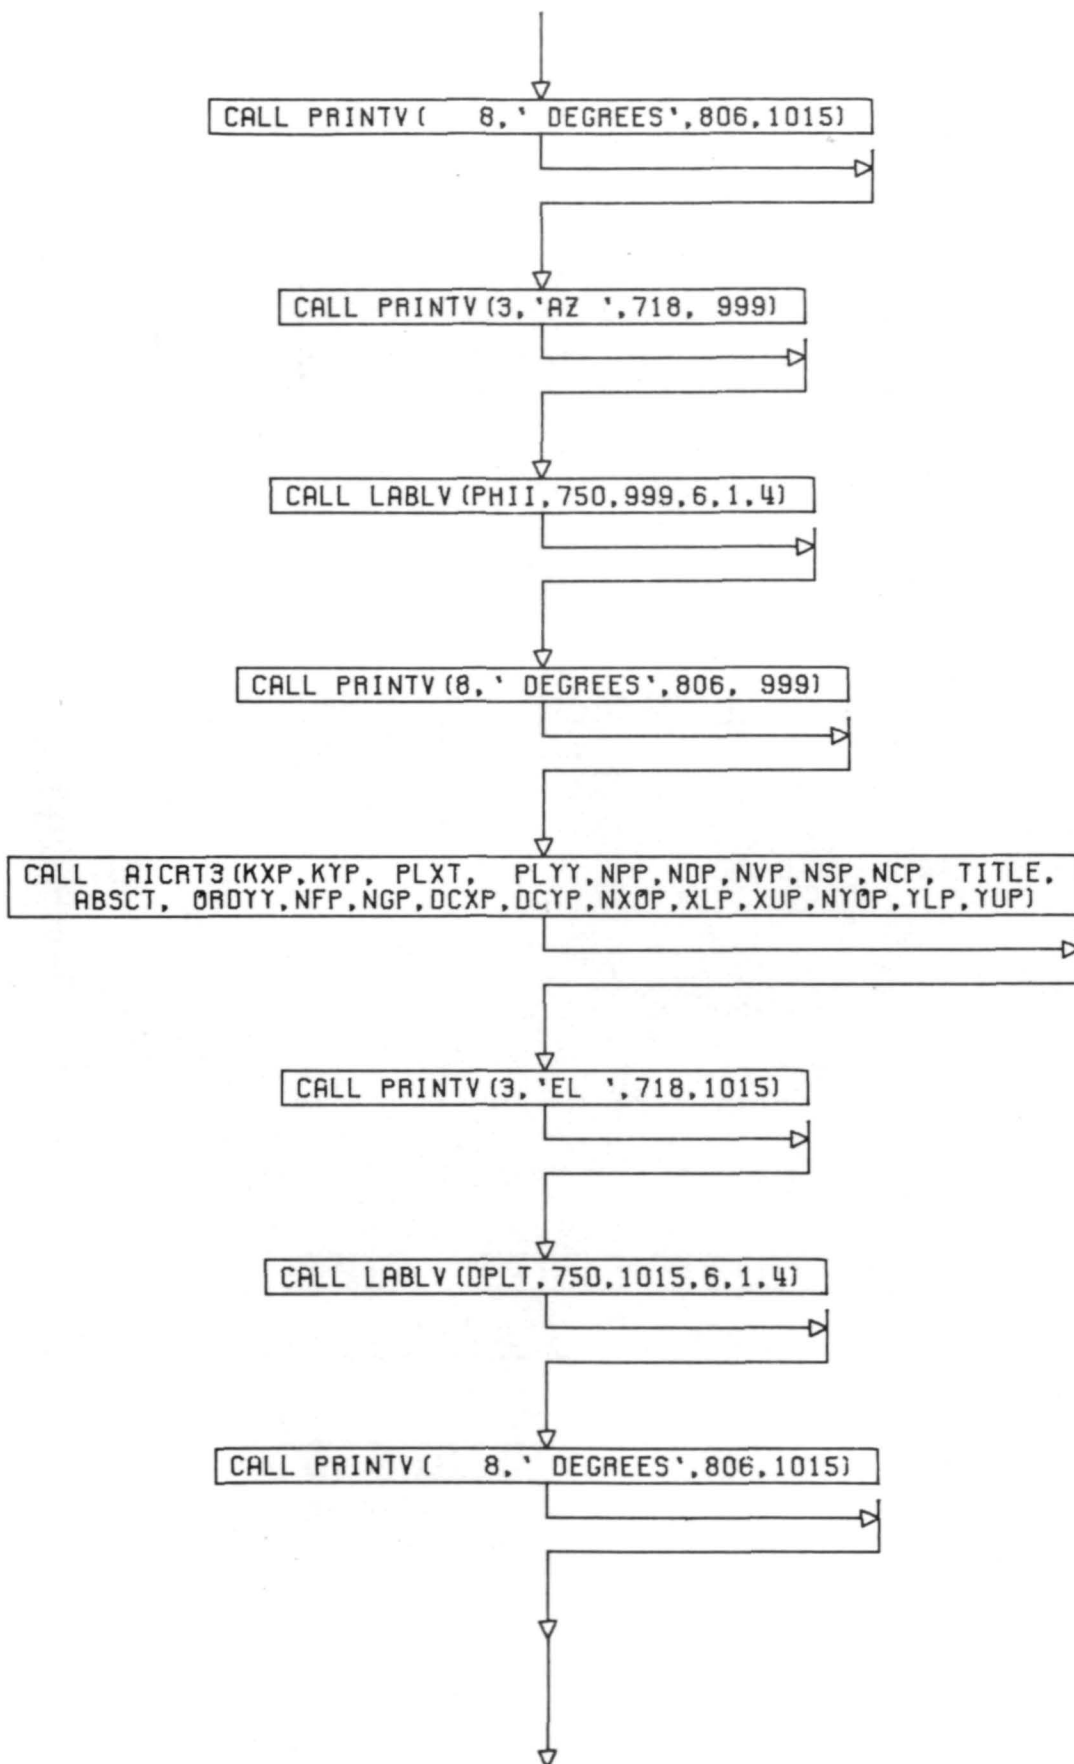 CALL PRINTV(   8,' DEGREES',806,1015)
CALL PRINTV(3,'AZ ',718, 999)
CALL LABLV(PHII,750,999,6,1,4)
CALL PRINTV(8,' DEGREES',806, 999)
CALL  AICRT3(KXP,KYP, PLXT,  PLYY,NPP,NDP,NVP,NSP,NCP, TITLE,
ABSCT, ORDYY,NFP,NGP,DCXP,DCYP,NXOP,XLP,XUP,NYOP,YLP,YUP)
CALL PRINTV(3,'EL ',718,1015)
CALL LABLV(DPLT,750,1015,6,1,4)
CALL PRINTV(   8,' DEGREES',806,1015)